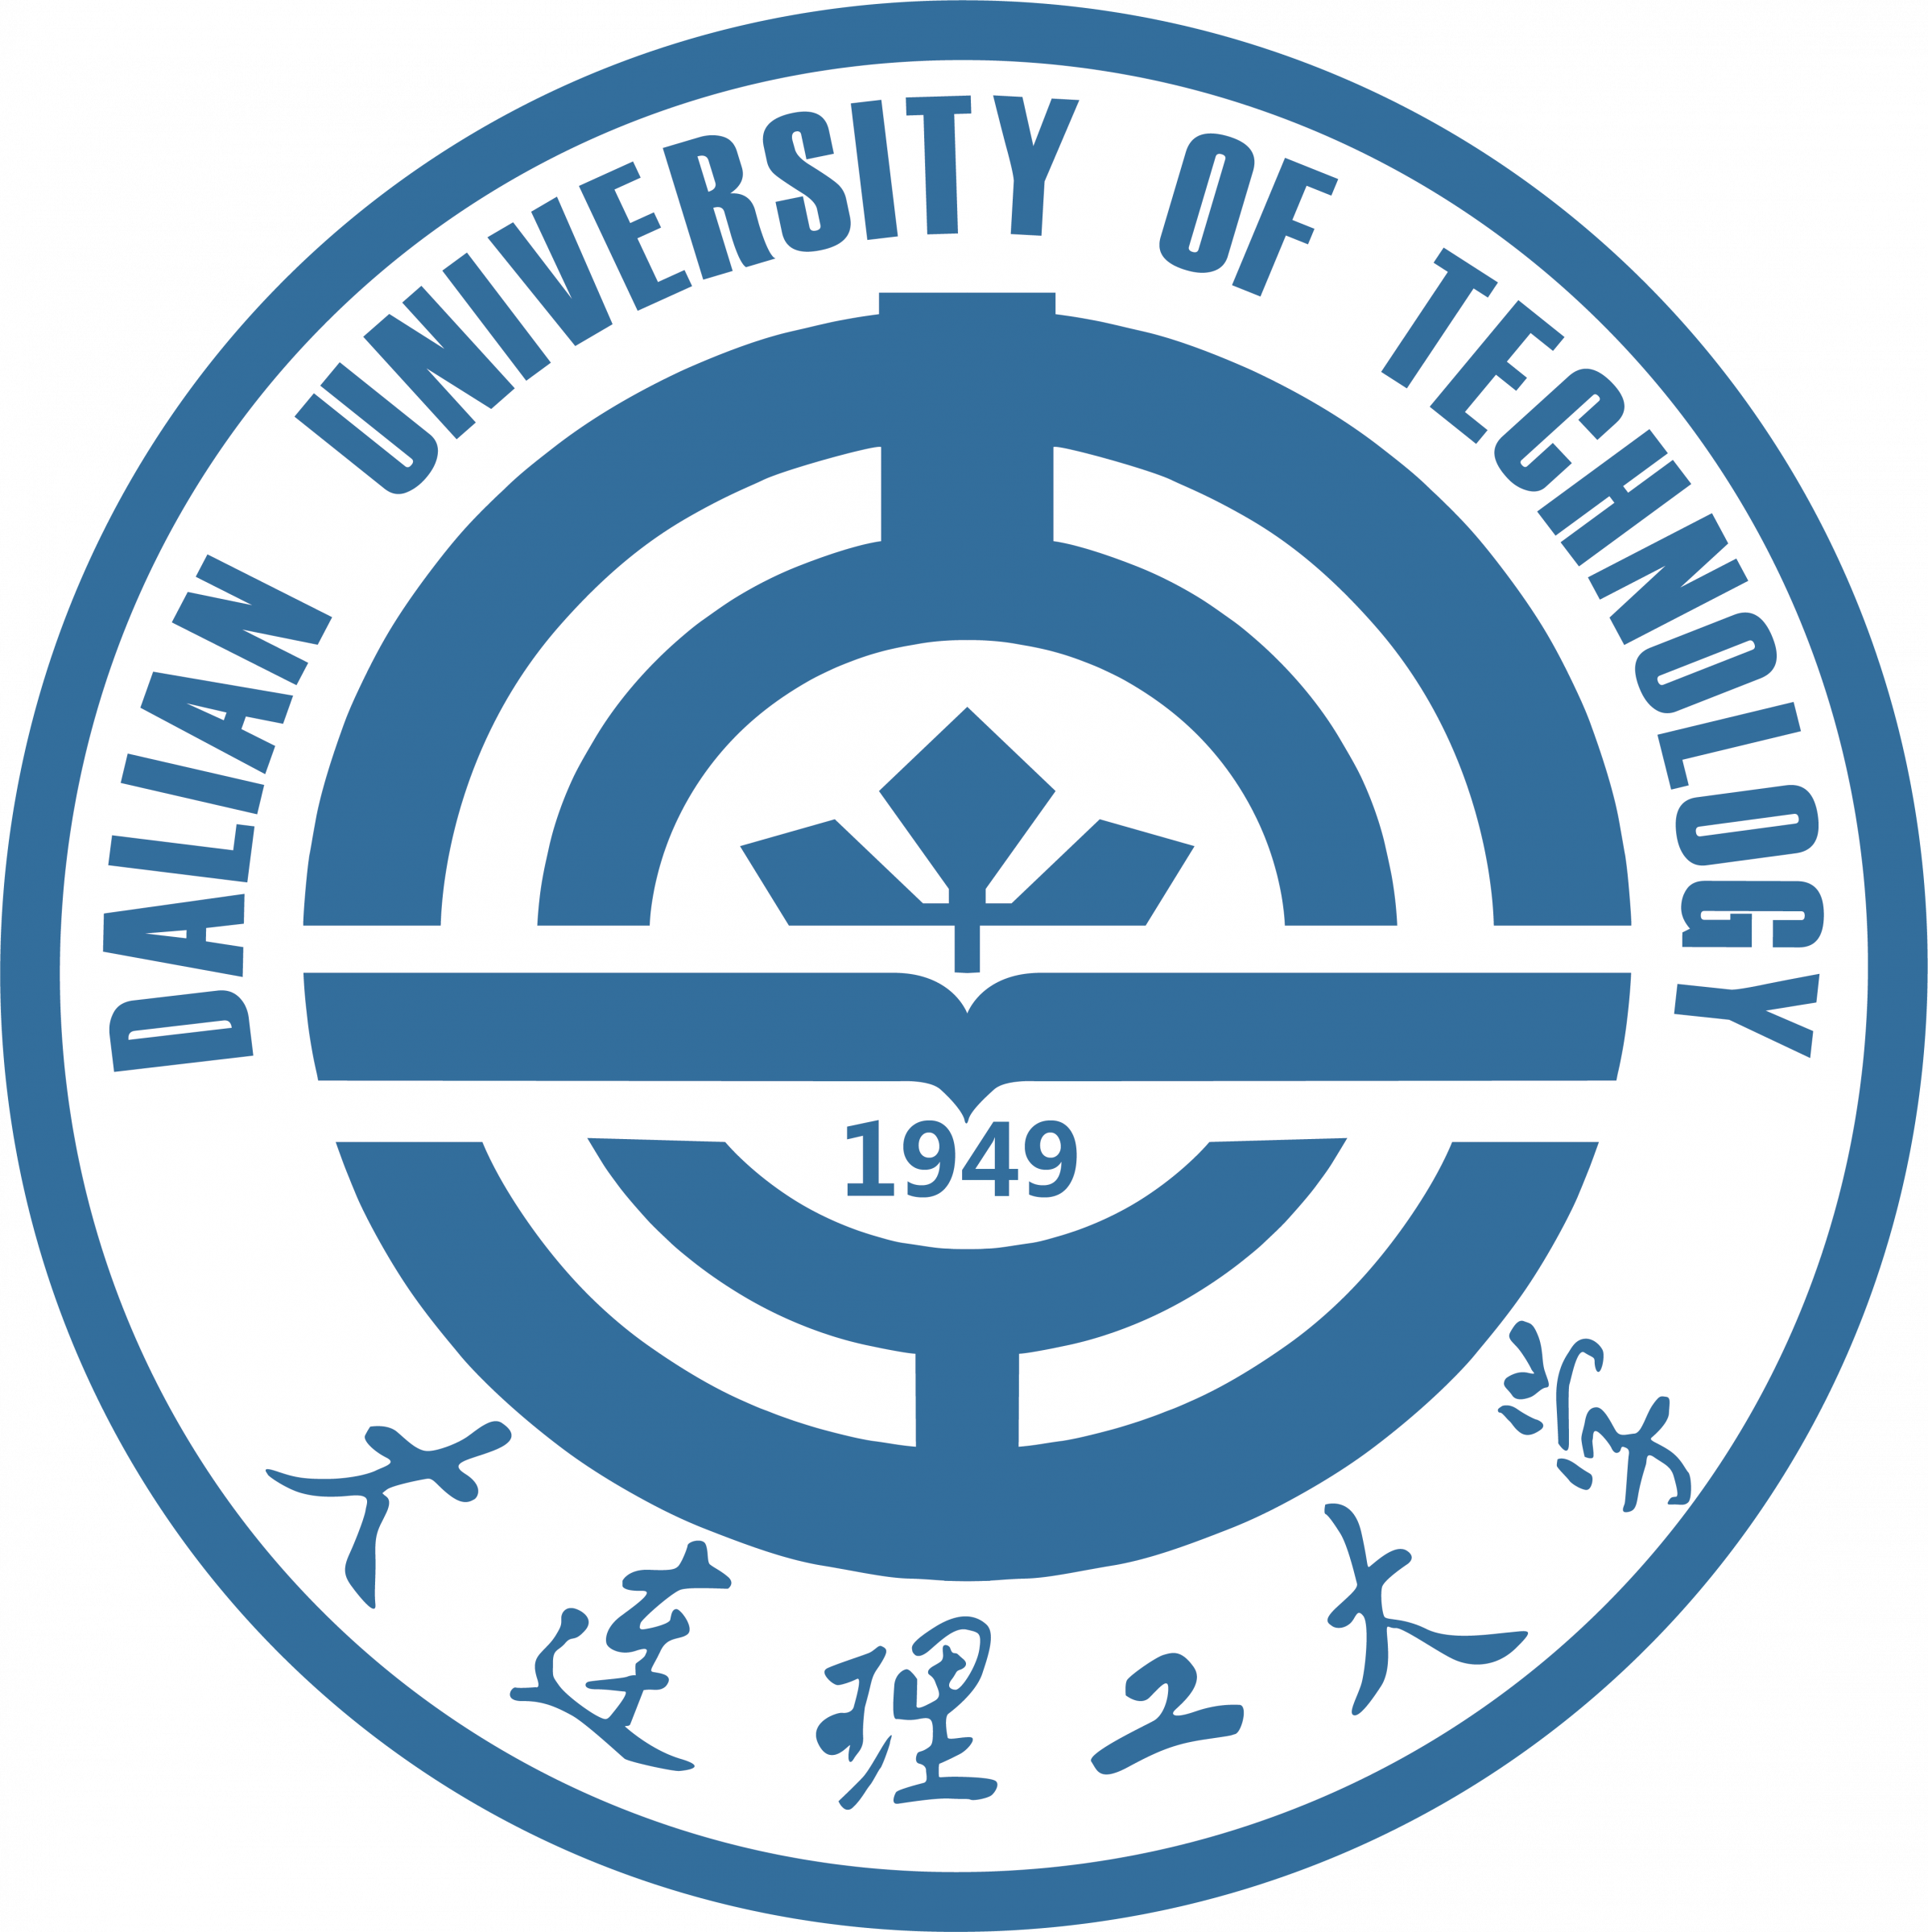 DALIAN UNIVERSITY OF TECHNOLOGY
1949
大连理工大学